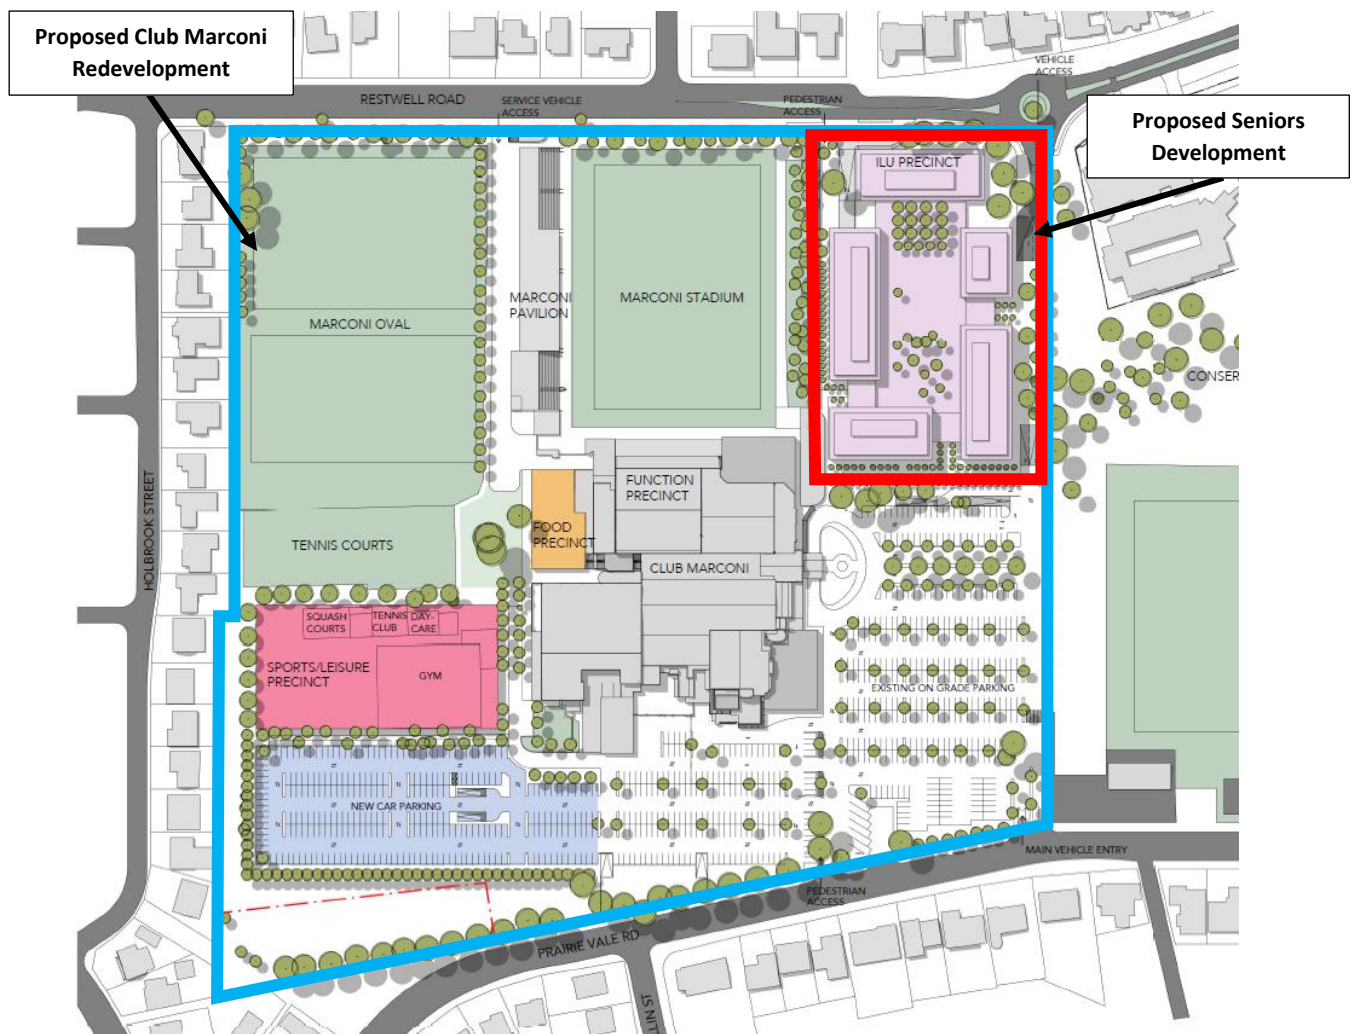 Proposed Club Marconi
Redevelopment
VEHICLE
ACCESS
RESTWELL ROAD
SERVICE VEHICLE
ACCESS
PEDESTRIAN
ACCESS
Proposed Seniors
Development
ILU PRECINCT
MARCONI
PAVILION
MARCONI STADIUM
MARCONI OVAL
CONSER
HOLBROOK STREET
FUNCTION
PRECINCT
FOOD
PRECINCT
TENNIS COURTS
CLUB MARCONI
SQUASH
COURTS
TENNIS
CLUB
DAY-
CARE
SPORTS/LEISURE
PRECINCT
GYM
EXISTING ON GRADE PARKING
NEW CAR PARKING
MAIN VEHICLE ENTRY
PEDESTRIAN
ACCESS
PRAIRIE VALE RD